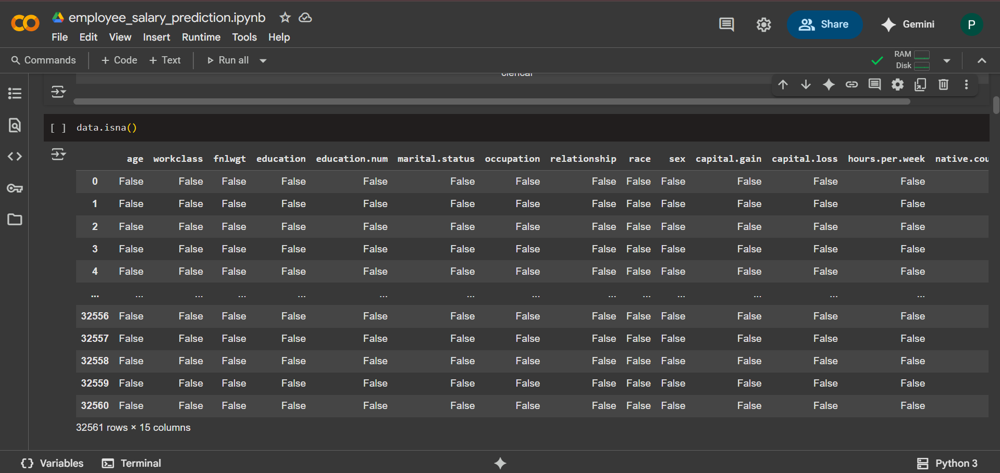 employee_salary_prediction.ipynb
File Edit View Insert Runtime Tools Help
Share
Gemini
P
Commands + Code + Text Run all
RAM
Disk
clerical
[ ] data.isna()
age workclass fnlwgt education education.num marital.status occupation relationship race sex capital.gain capital.loss hours.per.week native.cou
0 False False False False False False False False False False False False False
1 False False False False False False False False False False False False False
2 False False False False False False False False False False False False False
3 False False False False False False False False False False False False False
4 False False False False False False False False False False False False False
... ... ... ... ... ... ... ... ... ... ... ... ... ...
32556 False False False False False False False False False False False False False
32557 False False False False False False False False False False False False False
32558 False False False False False False False False False False False False False
32559 False False False False False False False False False False False False False
32560 False False False False False False False False False False False False False
32561 rows × 15 columns
{} Variables Terminal
Python 3